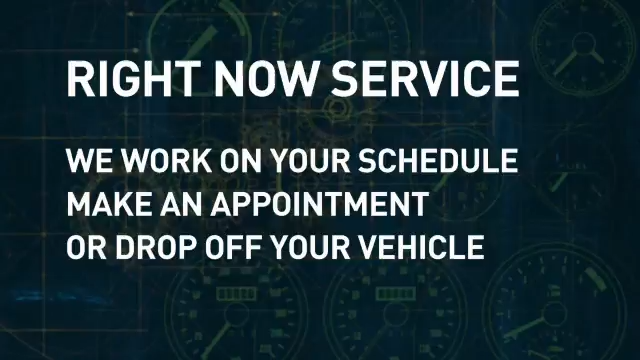 RIGHT NOW SERVICE
WE WORK ON YOUR SCHEDULE
MAKE AN APPOINTMENT
OR DROP OFF YOUR VEHICLE